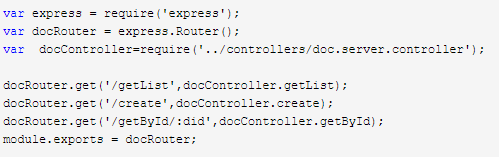 var express = require('express');
var docRouter = express.Router();
var  docController=require('../controllers/doc.server.controller');

docRouter.get('/getList',docController.getList);
docRouter.get('/create',docController.create);
docRouter.get('/getById/:did',docController.getById);
module.exports = docRouter;